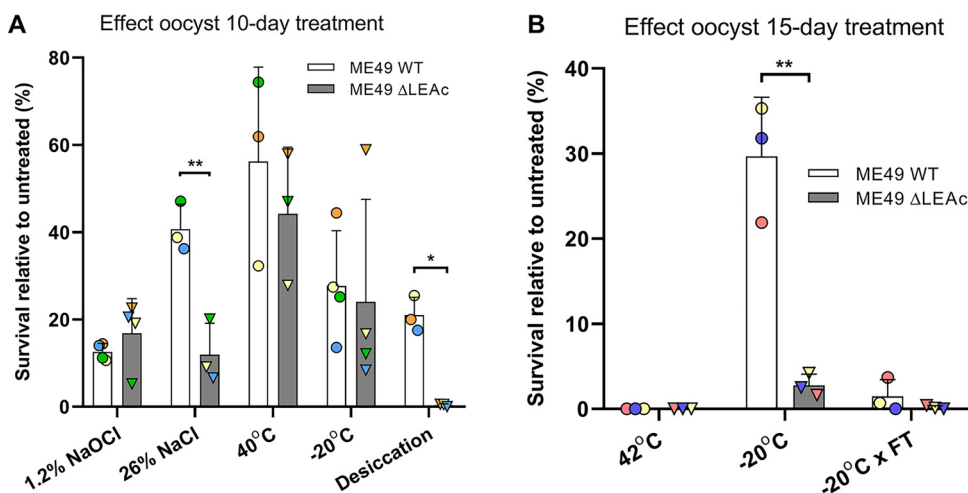 A
Effect oocyst 10-day treatment
Survival relative to untreated (%)
80
60
40
20
0
ME49 WT
ME49 ΔLEAc
**
*
1.2% NaOCl
26% NaCl
40°C
-20°C
Desiccation
B
Effect oocyst 15-day treatment
Survival relative to untreated (%)
40
30
20
10
0
**
ME49 WT
ME49 ΔLEAc
42°C
-20°C
-20°C x FT